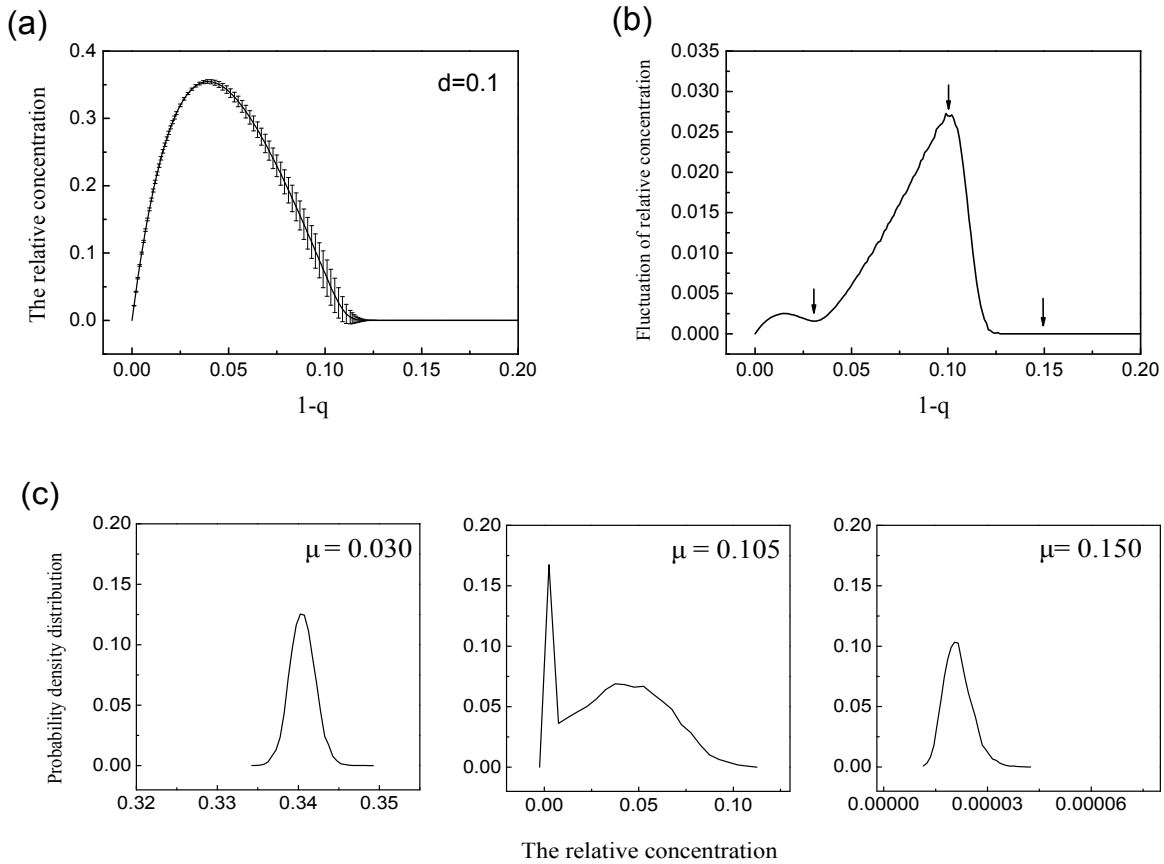 (a)
The relative concentration
0.4
0.3
0.2
0.1
0.0
d=0.1
0.00 0.05 0.10 0.15 0.20
1-q
(b)
Fluctuation of relative concentration
0.035
0.030
0.025
0.020
0.015
0.010
0.005
0.000
0.00 0.05 0.10 0.15 0.20
1-q
(c)
Probability density distribution
0.20
0.15
0.10
0.05
0.00
μ = 0.030
0.32 0.33 0.34 0.35
0.20
0.15
0.10
0.05
0.00
μ = 0.105
0.00 0.05 0.10
0.20
0.15
0.10
0.05
0.00
μ= 0.150
0.00000 0.00003 0.00006
The relative concentration